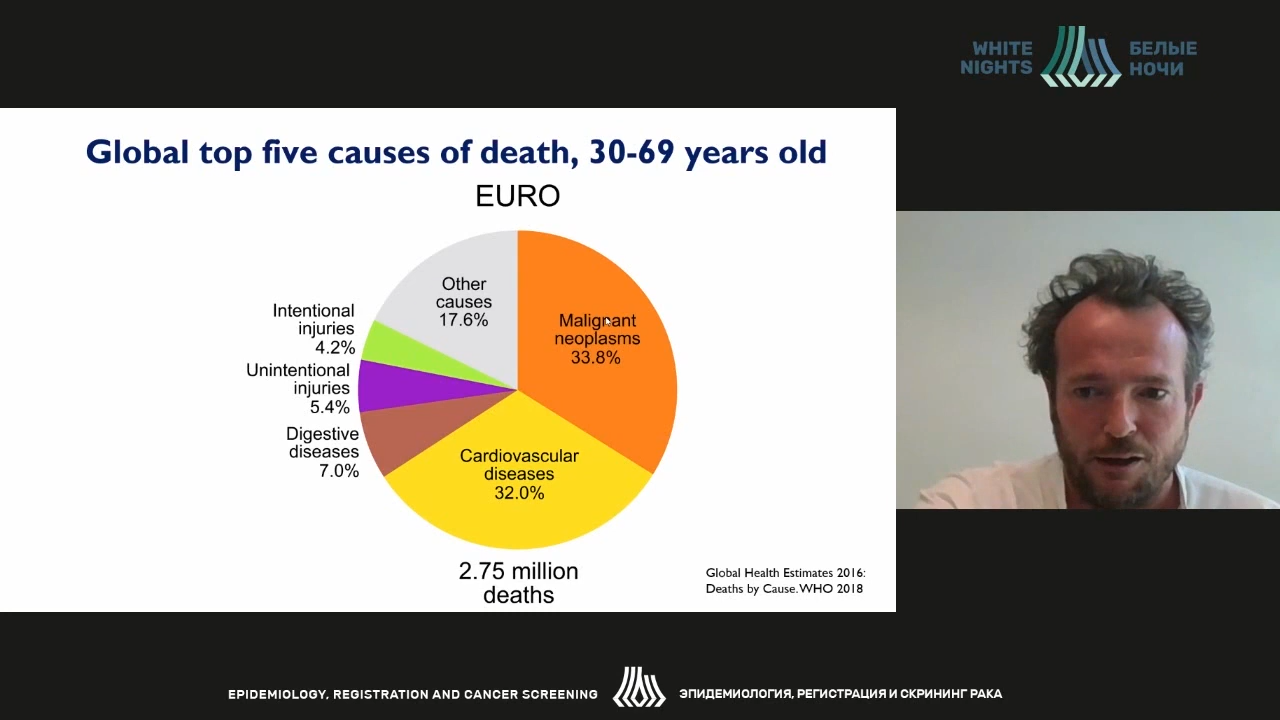 WHITE
NIGHTS
БЕЛЫЕ
НОЧИ
Global top five causes of death, 30-69 years old
EURO
Other
causes
17.6%
Malignant
neoplasms
33.8%
Intentional
injuries
4.2%
Unintentional
injuries
5.4%
Digestive
diseases
7.0%
Cardiovascular
diseases
32.0%
2.75 million
deaths
Global Health Estimates 2016:
Deaths by Cause. WHO 2018
EPIDEMIOLOGY, REGISTRATION AND CANCER SCREENING
ЭПИДЕМИОЛОГИЯ, РЕГИСТРАЦИЯ И СКРИНИНГ РАКА